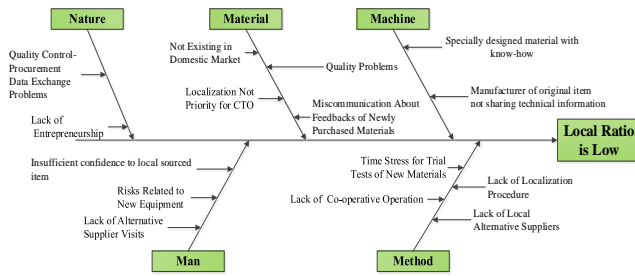 Nature
Material
Machine
Quality Control-
Procurement
Data Exchange
Problems
Lack of
Entrepreneurship
Not Existing in
Domestic Market
Quality Problems
Localization Not
Priority for CTO
Miscommunication About
Feedbacks of Newly
Purchased Materials
Specially designed material with
know-how
Manufacturer of original item
not sharing technical information
Local Ratio
is Low
Insufficient confidence to local sourced
item
Risks Related to
New Equipment
Lack of Alternative
Supplier Visits
Time Stress for Trial
Tests of New Materials
Lack of Localization
Procedure
Lack of Co-operative Operation
Lack of Local
Alternative Suppliers
Man
Method